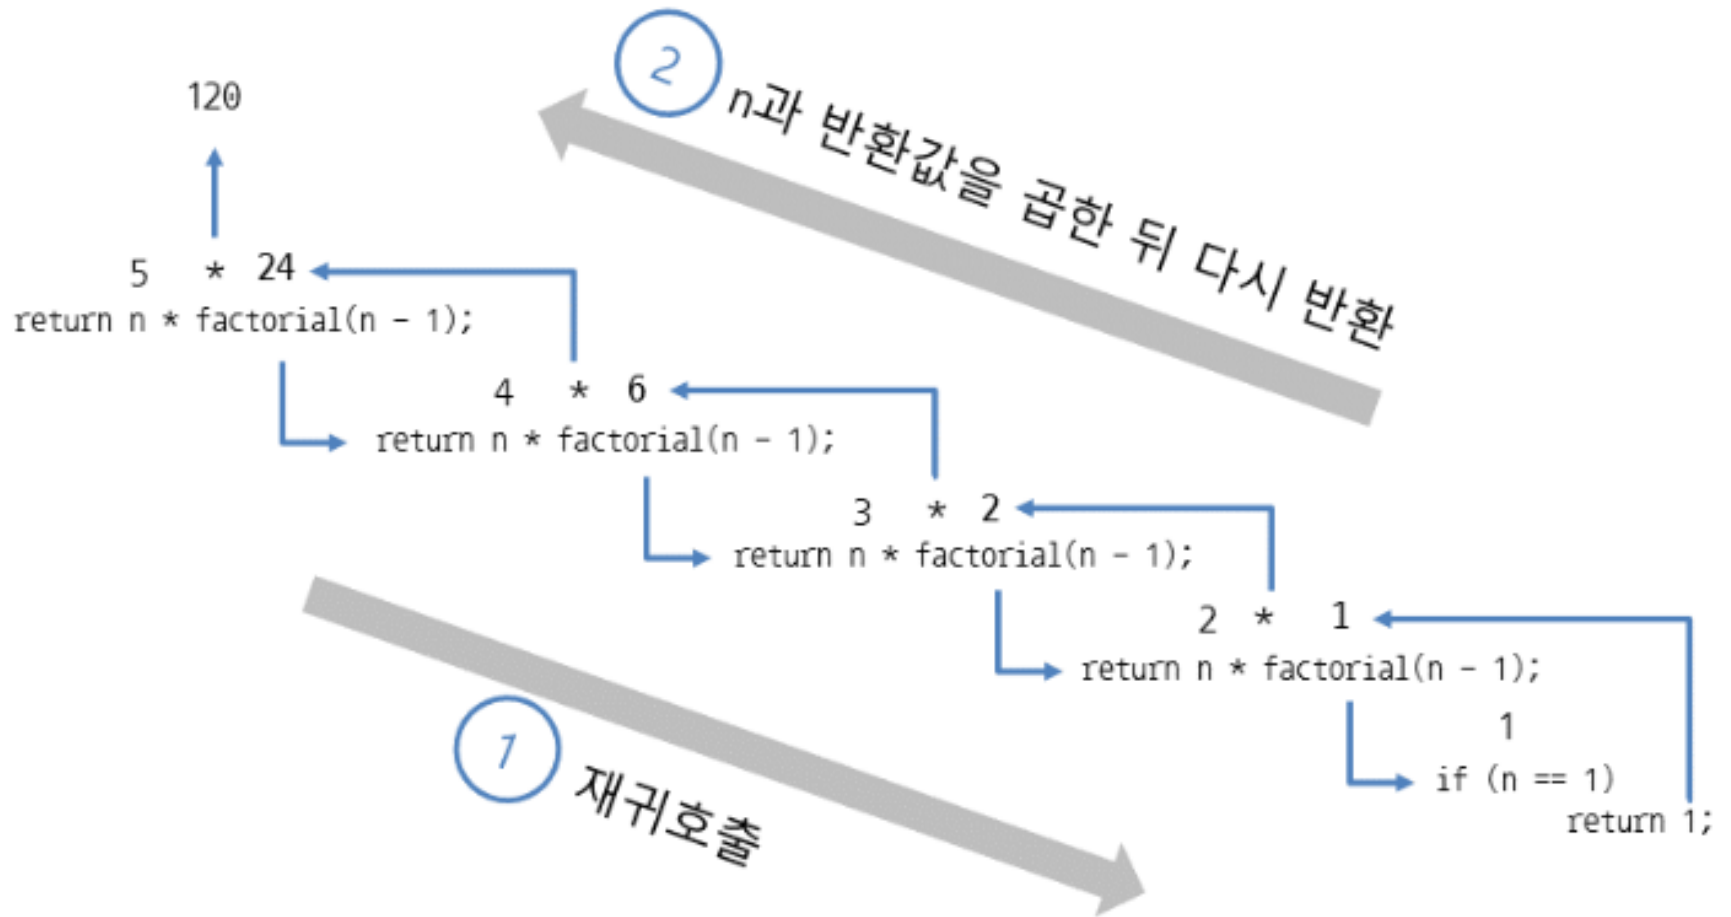 2
n과 반환값을 곱한 뒤 다시 반환
120
5 * 24
return n * factorial(n - 1);
4 * 6
return n * factorial(n - 1);
3 * 2
return n * factorial(n - 1);
2 * 1
return n * factorial(n - 1);
1
if (n == 1)
return 1;
1
재귀호출